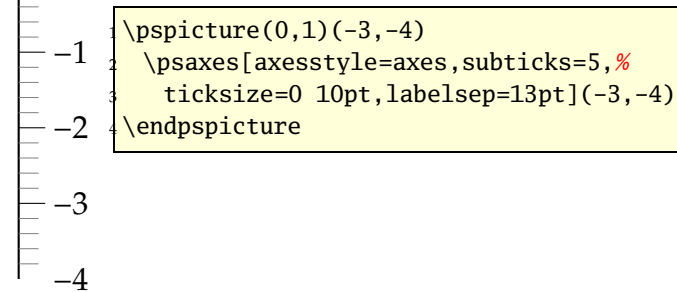 −1
−2
−3
−4
1 \pspicture(0,1)(-3,-4)
2 \psaxes[axesstyle=axes,subticks=5,%
3 ticksize=0 10pt,labelsep=13pt](-3,-4)
4 \endpspicture